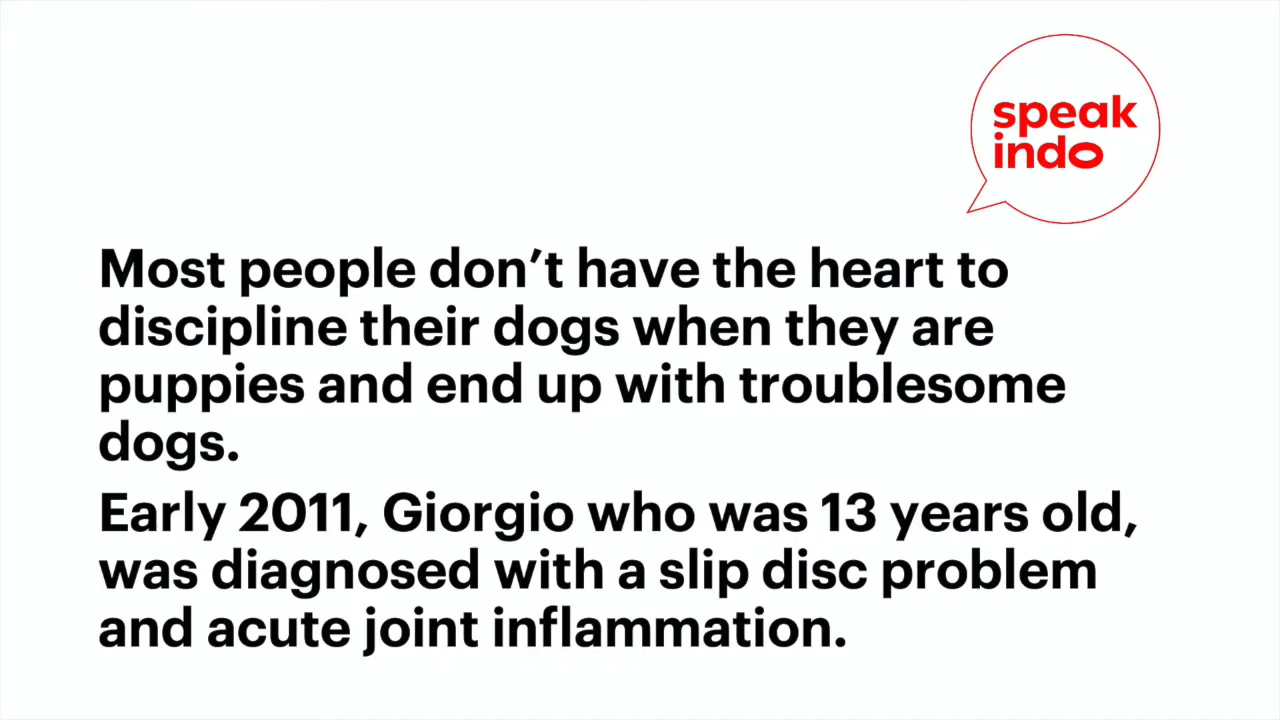 speak
indo
Most people don’t have the heart to
discipline their dogs when they are
puppies and end up with troublesome
dogs.
Early 2011, Giorgio who was 13 years old,
was diagnosed with a slip disc problem
and acute joint inflammation.